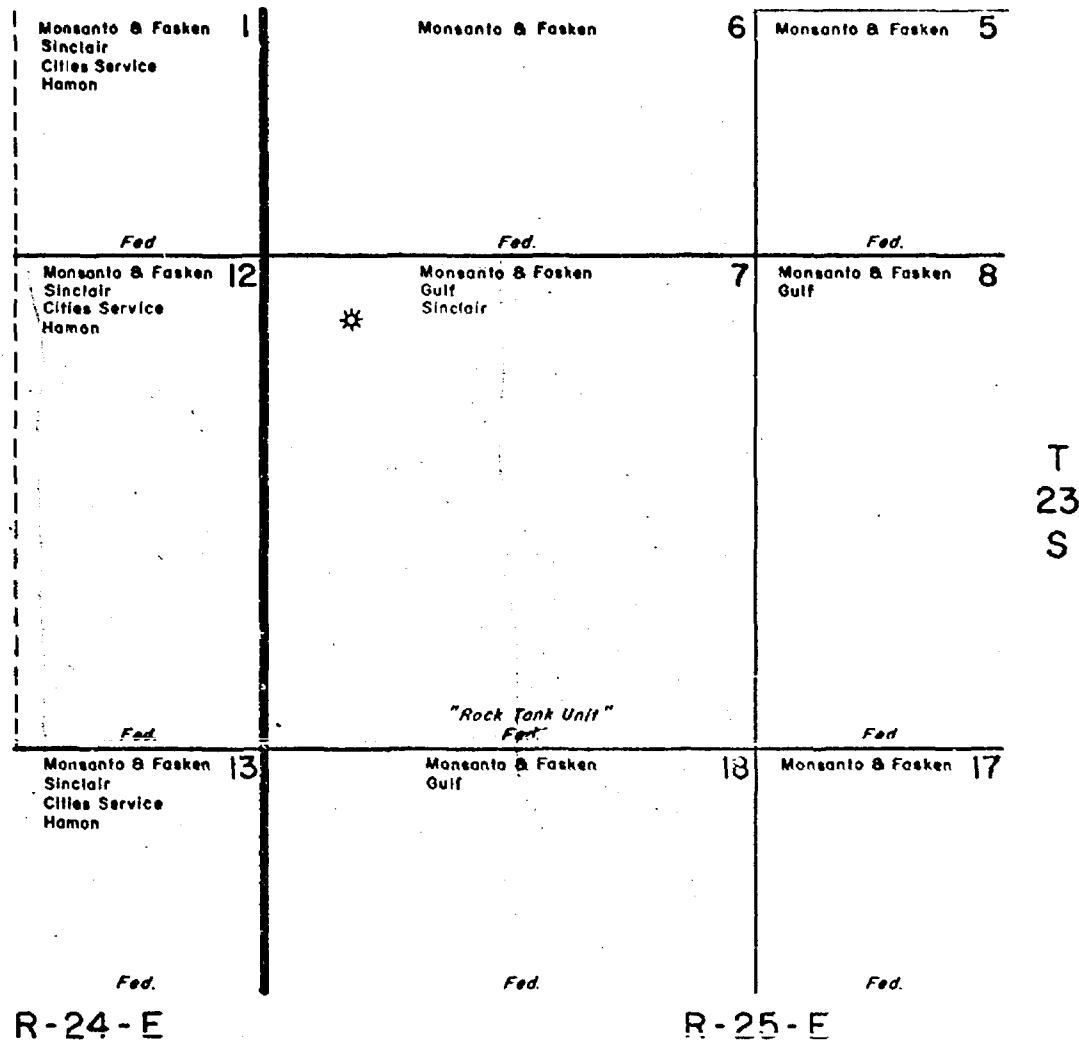 Monsanto & Fasken 1
Sinclair
Cities Service
Hamon
Fed
Monsanto & Fasken 6
Fed.
Monsanto & Fasken 5
Fed.
Monsanto & Fasken 12
Sinclair
Cities Service
Hamon
Fed.
Monsanto & Fasken 7
Gulf
Sinclair
"Rock Tank Unit"
Fed.
Monsanto & Fasken 8
Gulf
Fed
T
23
S
Monsanto & Fasken 13
Sinclair
Cities Service
Hamon
Fed.
Monsanto & Fasken 18
Gulf
Fed.
Monsanto & Fasken 17
Fed.
R-24-E
R-25-E